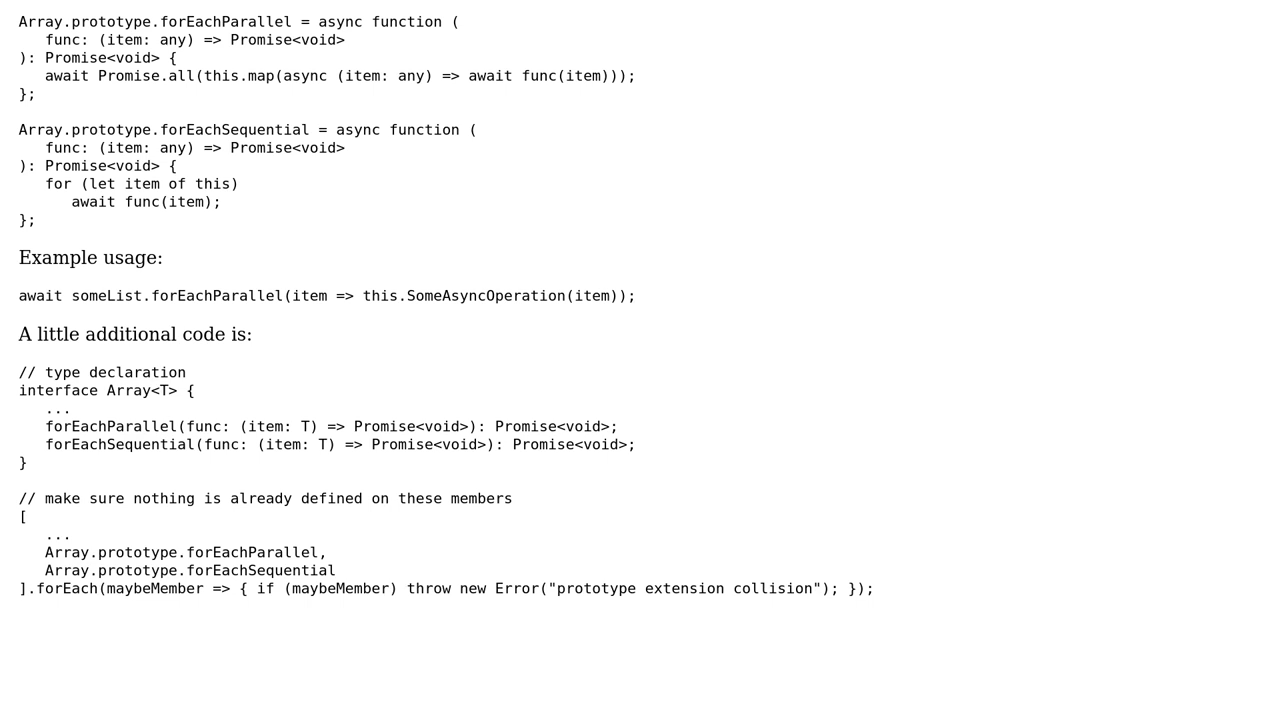 Array.prototype.forEachParallel = async function (
   func: (item: any) => Promise<void>
): Promise<void> {
   await Promise.all(this.map(async (item: any) => await func(item)));
};

Array.prototype.forEachSequential = async function (
   func: (item: any) => Promise<void>
): Promise<void> {
   for (let item of this)
      await func(item);
};

Example usage:

await someList.forEachParallel(item => this.SomeAsyncOperation(item));

A little additional code is:

// type declaration
interface Array<T> {
   ...
   forEachParallel(func: (item: T) => Promise<void>): Promise<void>;
   forEachSequential(func: (item: T) => Promise<void>): Promise<void>;
}

// make sure nothing is already defined on these members
[
   ...
   Array.prototype.forEachParallel,
   Array.prototype.forEachSequential
].forEach(maybeMember => { if (maybeMember) throw new Error("prototype extension collision"); });